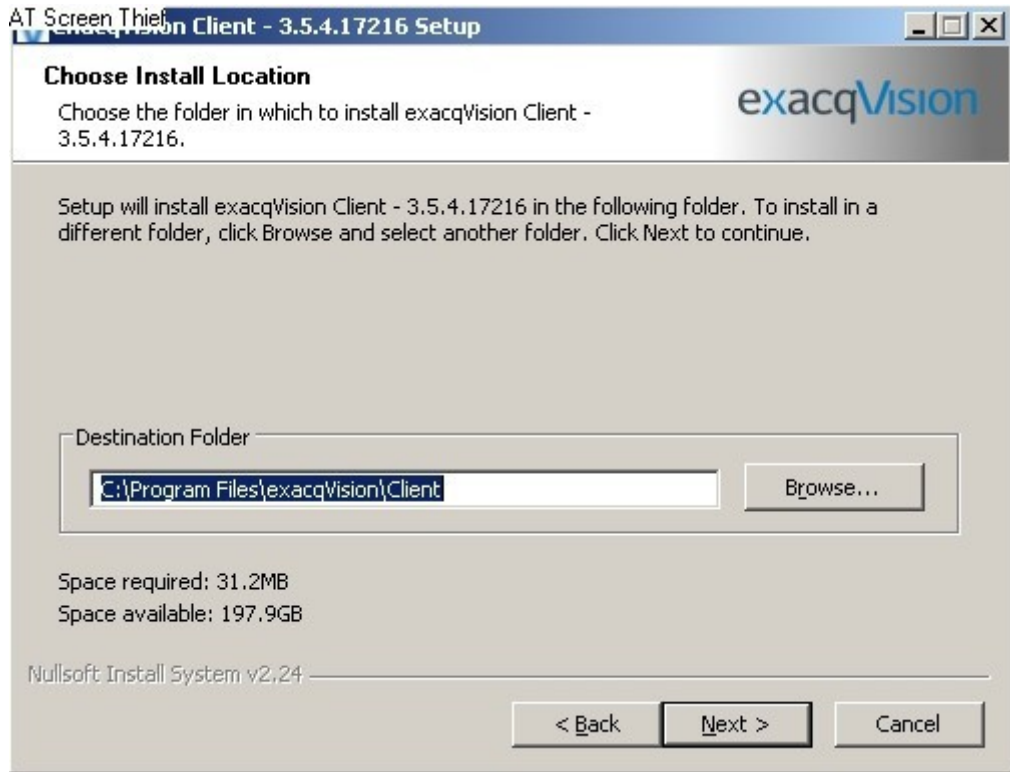 AT Screen Thief
exacqVision Client - 3.5.4.17216 Setup
Choose Install Location
Choose the folder in which to install exacqVision Client -
3.5.4.17216.
exacqVision
Setup will install exacqVision Client - 3.5.4.17216 in the following folder. To install in a
different folder, click Browse and select another folder. Click Next to continue.
Destination Folder
C:\Program Files\exacqVision\Client
Browse...
Space required: 31.2MB
Space available: 197.9GB
Nullsoft Install System v2.24
< Back
Next >
Cancel